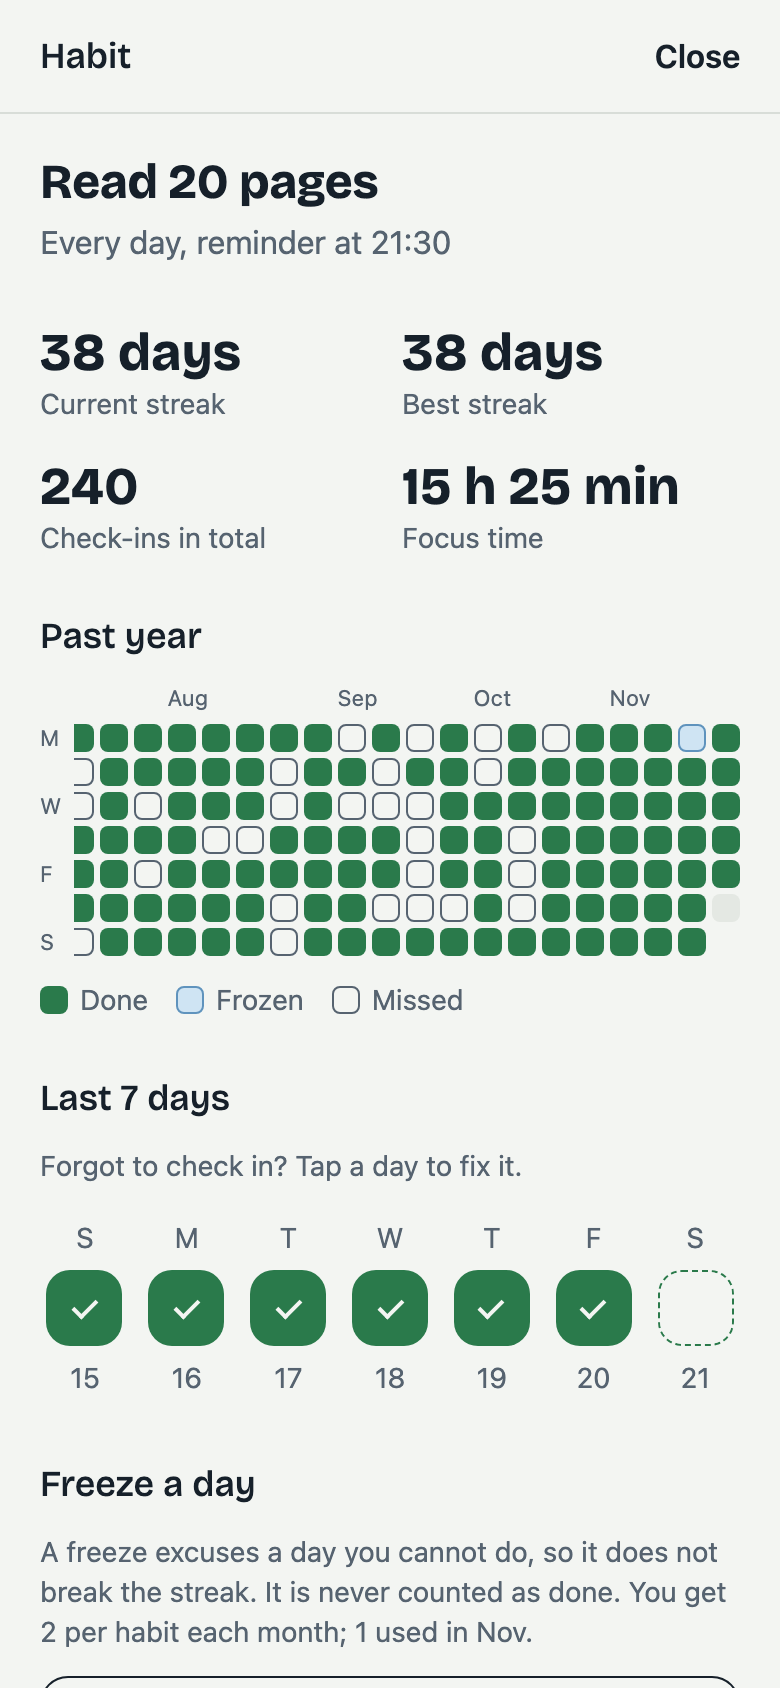 Habit
Close
Read 20 pages
Every day, reminder at 21:30
38 days
Current streak
38 days
Best streak
240
Check-ins in total
15 h 25 min
Focus time
Past year
Aug Sep Oct Nov
M
W
F
S
Done Frozen Missed
Last 7 days
Forgot to check in? Tap a day to fix it.
S M T W T F S
15 16 17 18 19 20 21
Freeze a day
A freeze excuses a day you cannot do, so it does not
break the streak. It is never counted as done. You get
2 per habit each month; 1 used in Nov.